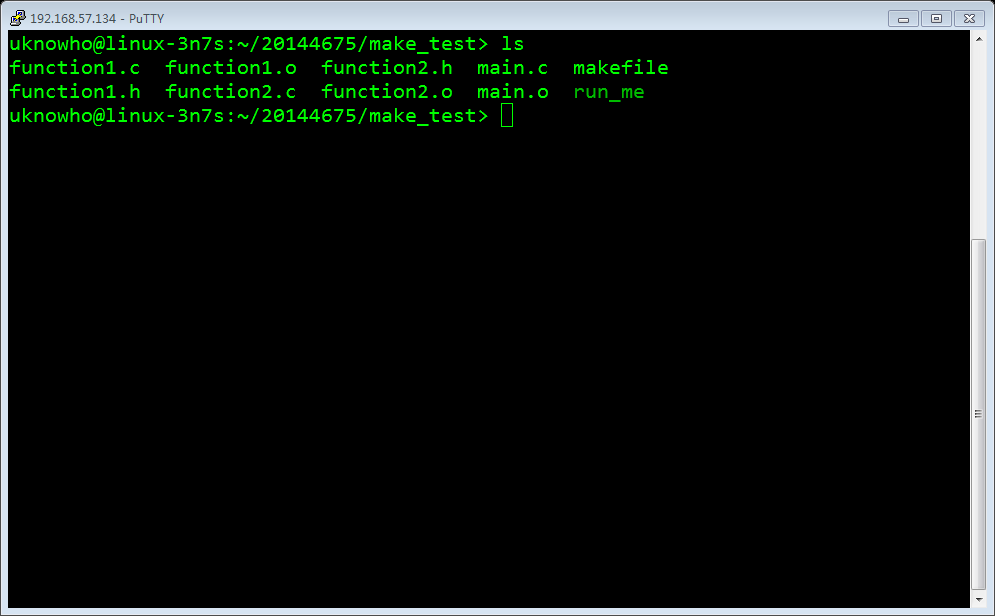 192.168.57.134 - PuTTY
uknowho@linux-3n7s:~/20144675/make_test> ls
function1.c  function1.o  function2.h  main.c  makefile
function1.h  function2.c  function2.o  main.o  run_me
uknowho@linux-3n7s:~/20144675/make_test>